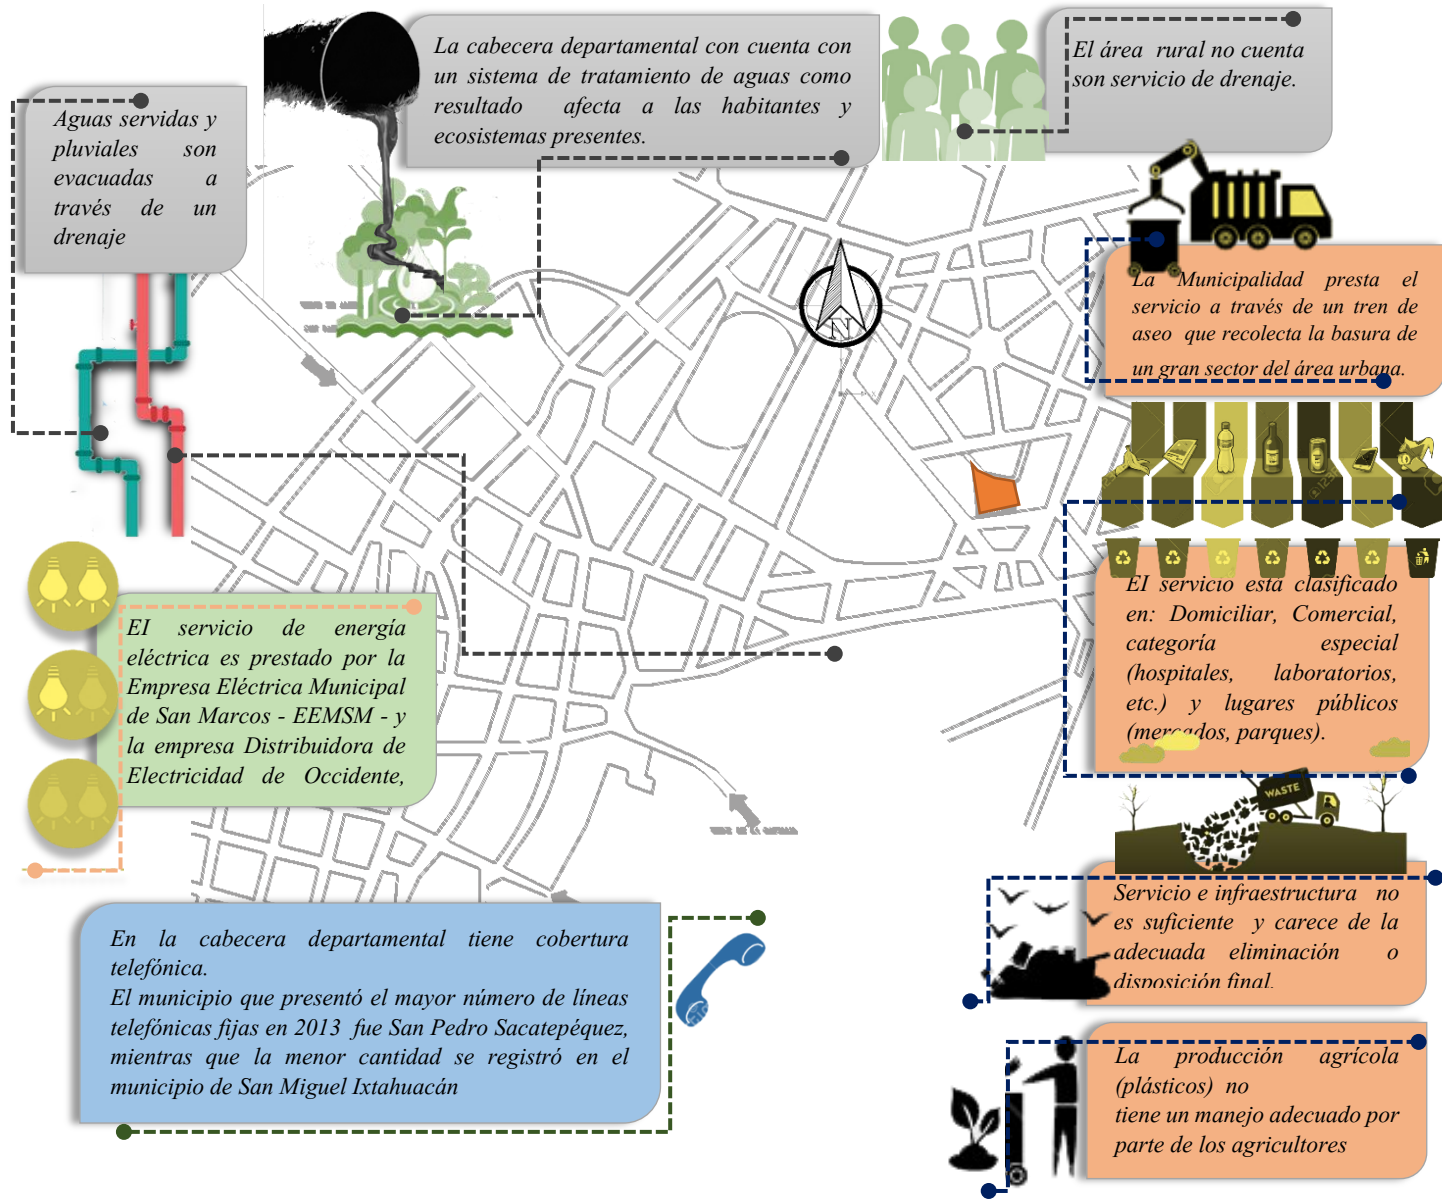 La cabecera departamental con cuenta con
un sistema de tratamiento de aguas como
resultado afecta a las habitantes y
ecosistemas presentes.
El área rural no cuenta
son servicio de drenaje.
Aguas servidas y
pluviales son
evacuadas a
través de un
drenaje
La Municipalidad presta el
servicio a través de un tren de
aseo que recolecta la basura de
un gran sector del área urbana.
N
EI servicio está clasificado
en: Domiciliar, Comercial,
categoría especial
(hospitales, laboratorios,
etc.) y lugares públicos
(mercados, parques).
EI servicio de energía
eléctrica es prestado por la
Empresa Eléctrica Municipal
de San Marcos - EEMSM - y
la empresa Distribuidora de
Electricidad de Occidente,
WASTE
Servicio e infraestructura no
es suficiente y carece de la
adecuada eliminación o
disposición final.
En la cabecera departamental tiene cobertura
telefónica.
El municipio que presentó el mayor número de líneas
telefónicas fijas en 2013 fue San Pedro Sacatepéquez,
mientras que la menor cantidad se registró en el
municipio de San Miguel Ixtahuacán
La producción agrícola
(plásticos) no
tiene un manejo adecuado por
parte de los agricultores